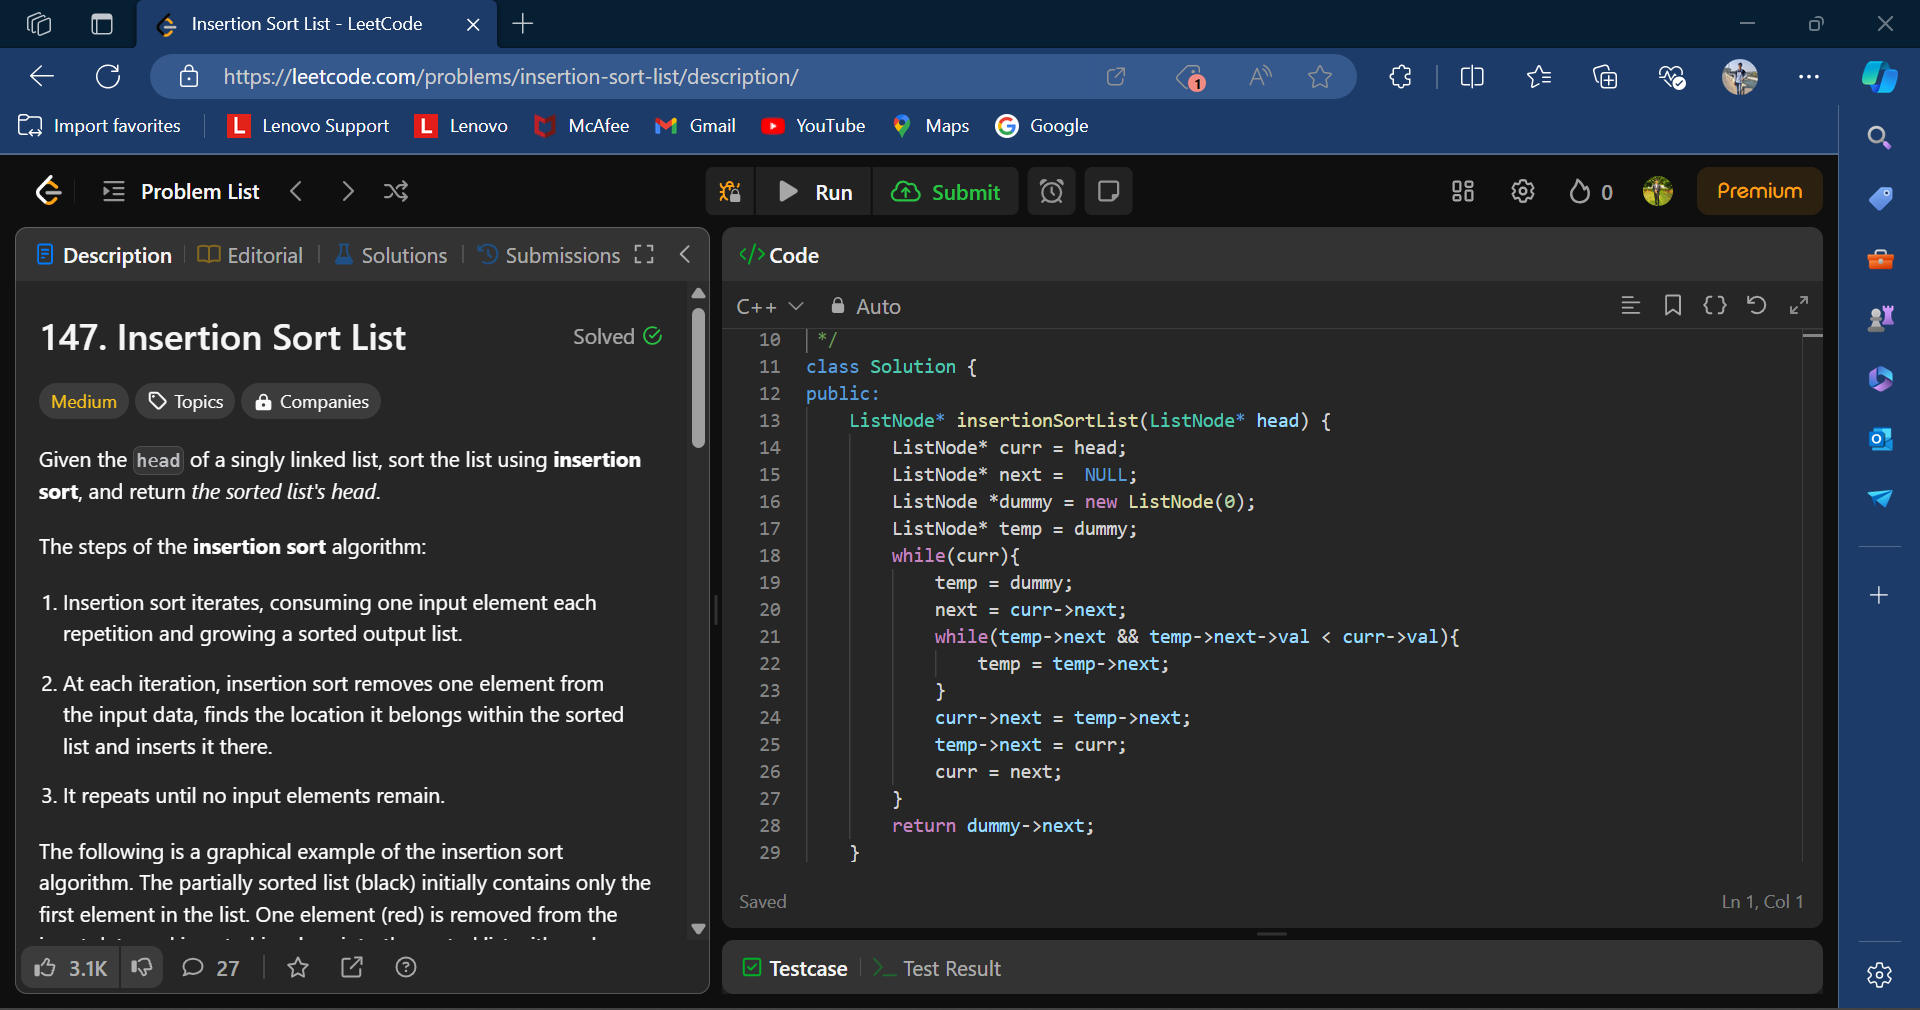 Insertion Sort List - LeetCode
https://leetcode.com/problems/insertion-sort-list/description/
1
Import favorites
L Lenovo Support
L Lenovo
McAfee
Gmail
YouTube
Maps
Google
Problem List
Run
Submit
0
Premium
Description
Editorial
Solutions
Submissions
147. Insertion Sort List
Solved
Medium
Topics
Companies
Given the head of a singly linked list, sort the list using insertion
sort, and return the sorted list's head.
The steps of the insertion sort algorithm:
1. Insertion sort iterates, consuming one input element each
repetition and growing a sorted output list.
2. At each iteration, insertion sort removes one element from
the input data, finds the location it belongs within the sorted
list and inserts it there.
3. It repeats until no input elements remain.
The following is a graphical example of the insertion sort
algorithm. The partially sorted list (black) initially contains only the
first element in the list. One element (red) is removed from the
3.1K
27
</> Code
C++
Auto
10 */
11 class Solution {
12 public:
13 ListNode* insertionSortList(ListNode* head) {
14 ListNode* curr = head;
15 ListNode* next =  NULL;
16 ListNode *dummy = new ListNode(0);
17 ListNode* temp = dummy;
18 while(curr){
19 temp = dummy;
20 next = curr->next;
21 while(temp->next && temp->next->val < curr->val){
22 temp = temp->next;
23 }
24 curr->next = temp->next;
25 temp->next = curr;
26 curr = next;
27 }
28 return dummy->next;
29 }
Saved
Ln 1, Col 1
Testcase
Test Result